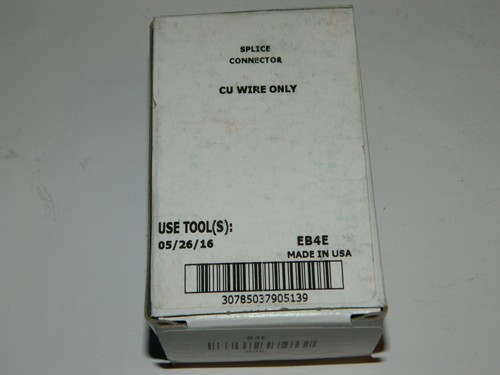 SPLICE
CONNECTOR
CU WIRE ONLY
USE TOOL(S):
05/26/16 EB4E
MADE IN USA
30785037905139